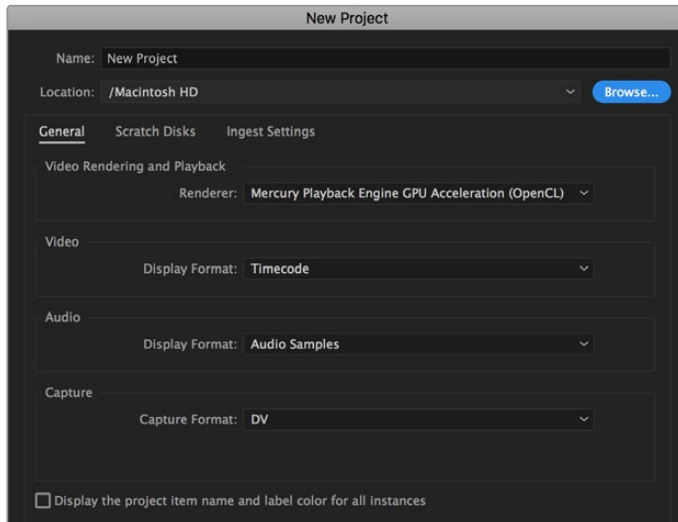 New Project
Name: New Project
Location: /Macintosh HD Browse...
General Scratch Disks Ingest Settings
Video Rendering and Playback
Renderer: Mercury Playback Engine GPU Acceleration (OpenCL)
Video
Display Format: Timecode
Audio
Display Format: Audio Samples
Capture
Capture Format: DV
Display the project item name and label color for all instances